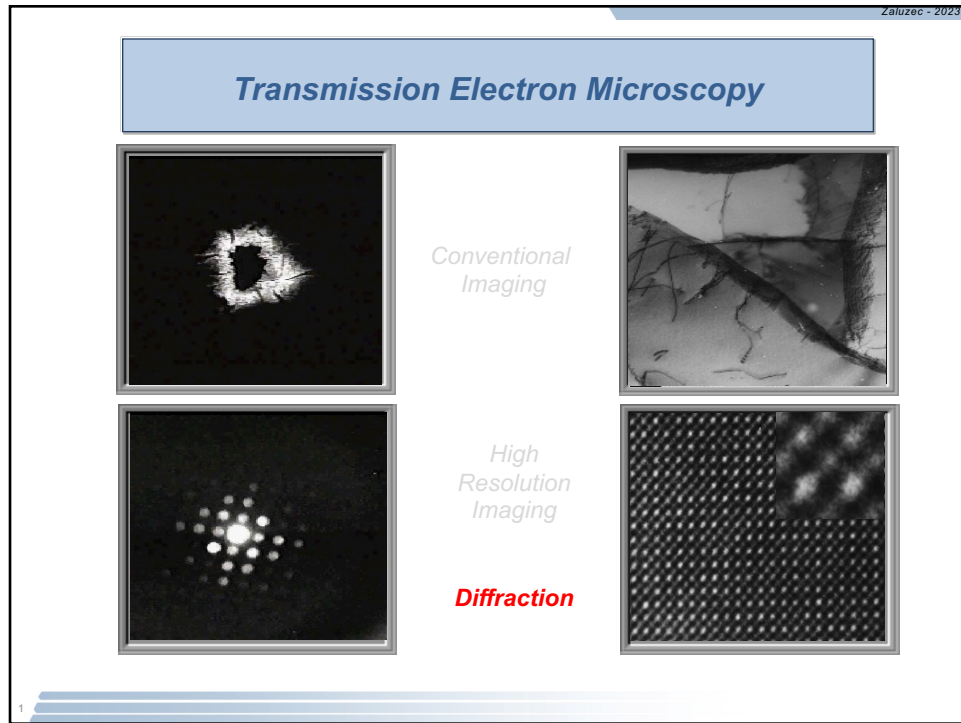 Zaluzec - 2023
Transmission Electron Microscopy
Conventional
Imaging
High
Resolution
Imaging
Diffraction
1